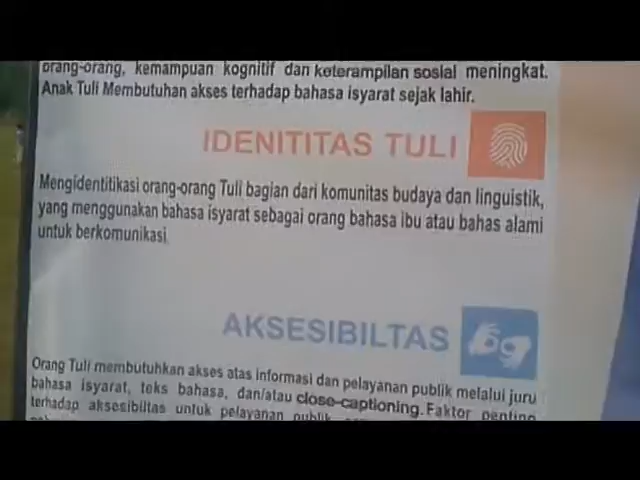 orang-orang, kemampuan kognitif dan keterampilan sosial meningkat.
Anak Tuli Membutuhan akses terhadap bahasa isyarat sejak lahir.
IDENITITAS TULI
Mengidentitikasi orang-orang Tuli bagian dari komunitas budaya dan linguistik,
yang menggunakan bahasa isyarat sebagai orang bahasa ibu atau bahas alami
untuk berkomunikasi.
AKSESIBILTAS
Orang Tuli membutuhkan akses atas informasi dan pelayanan publik melalui juru
bahasa isyarat, teks bahasa, dan/atau close-captioning. Faktor penting
terhadap aksesibilitas untuk pelayanan publik